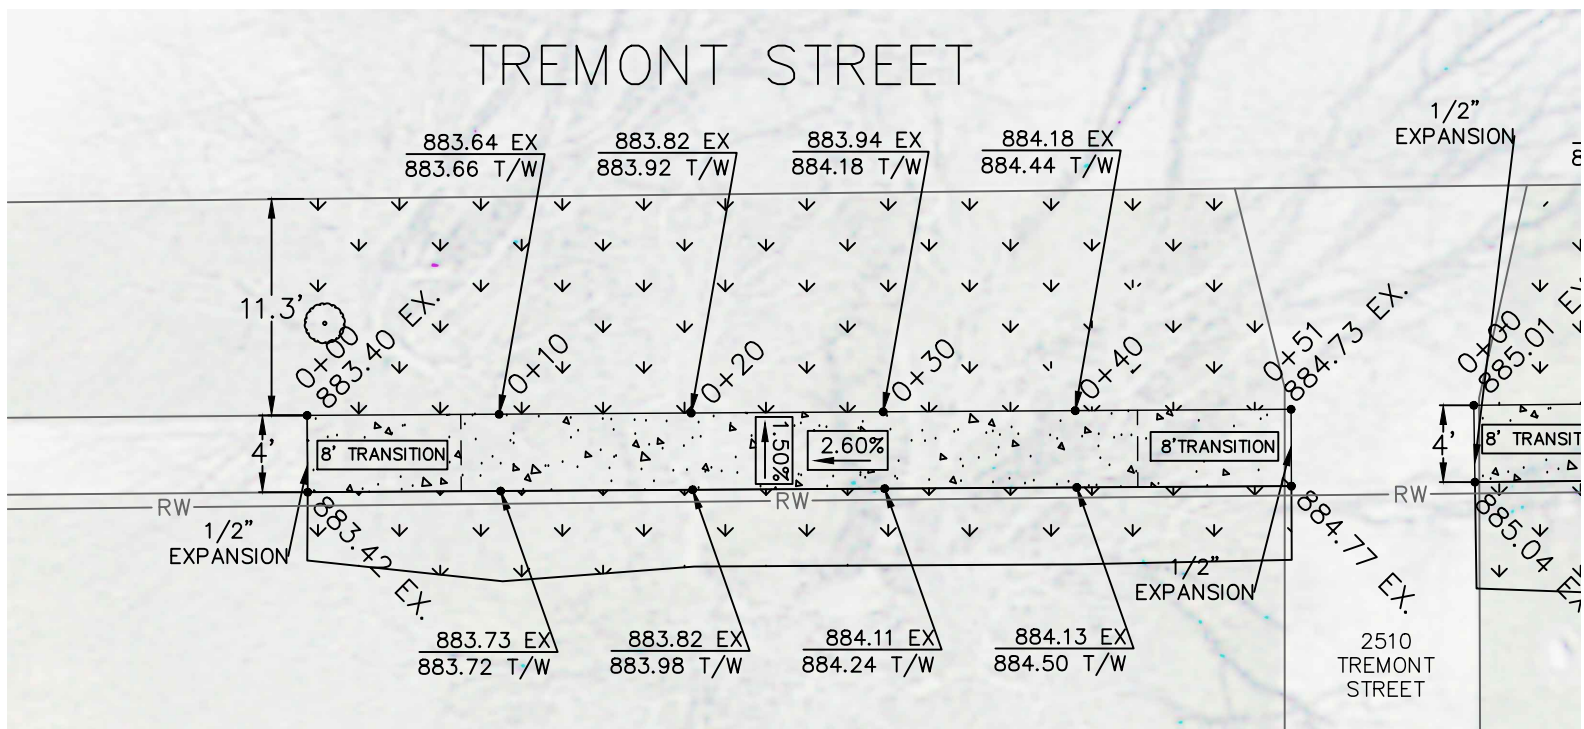 TREMONT STREET
1/2"
EXPANSION
883.64 EX
883.66 T/W
883.82 EX
883.92 T/W
883.94 EX
884.18 T/W
884.18 EX
884.44 T/W
8
11.3'
0+00
883.40 EX.
0+10
0+20
0+30
0+40
0+51
884.73 EX.
0+00
885.01 EX
4'
8' TRANSITION
1.50%
2.60%
8'TRANSITION
4'
8' TRANSIT
RW
RW
RW
1/2"
EXPANSION
883.42 EX.
1/2"
EXPANSION
884.77 EX.
885.04 EX
883.73 EX
883.72 T/W
883.82 EX
883.98 T/W
884.11 EX
884.24 T/W
884.13 EX
884.50 T/W
2510
TREMONT
STREET